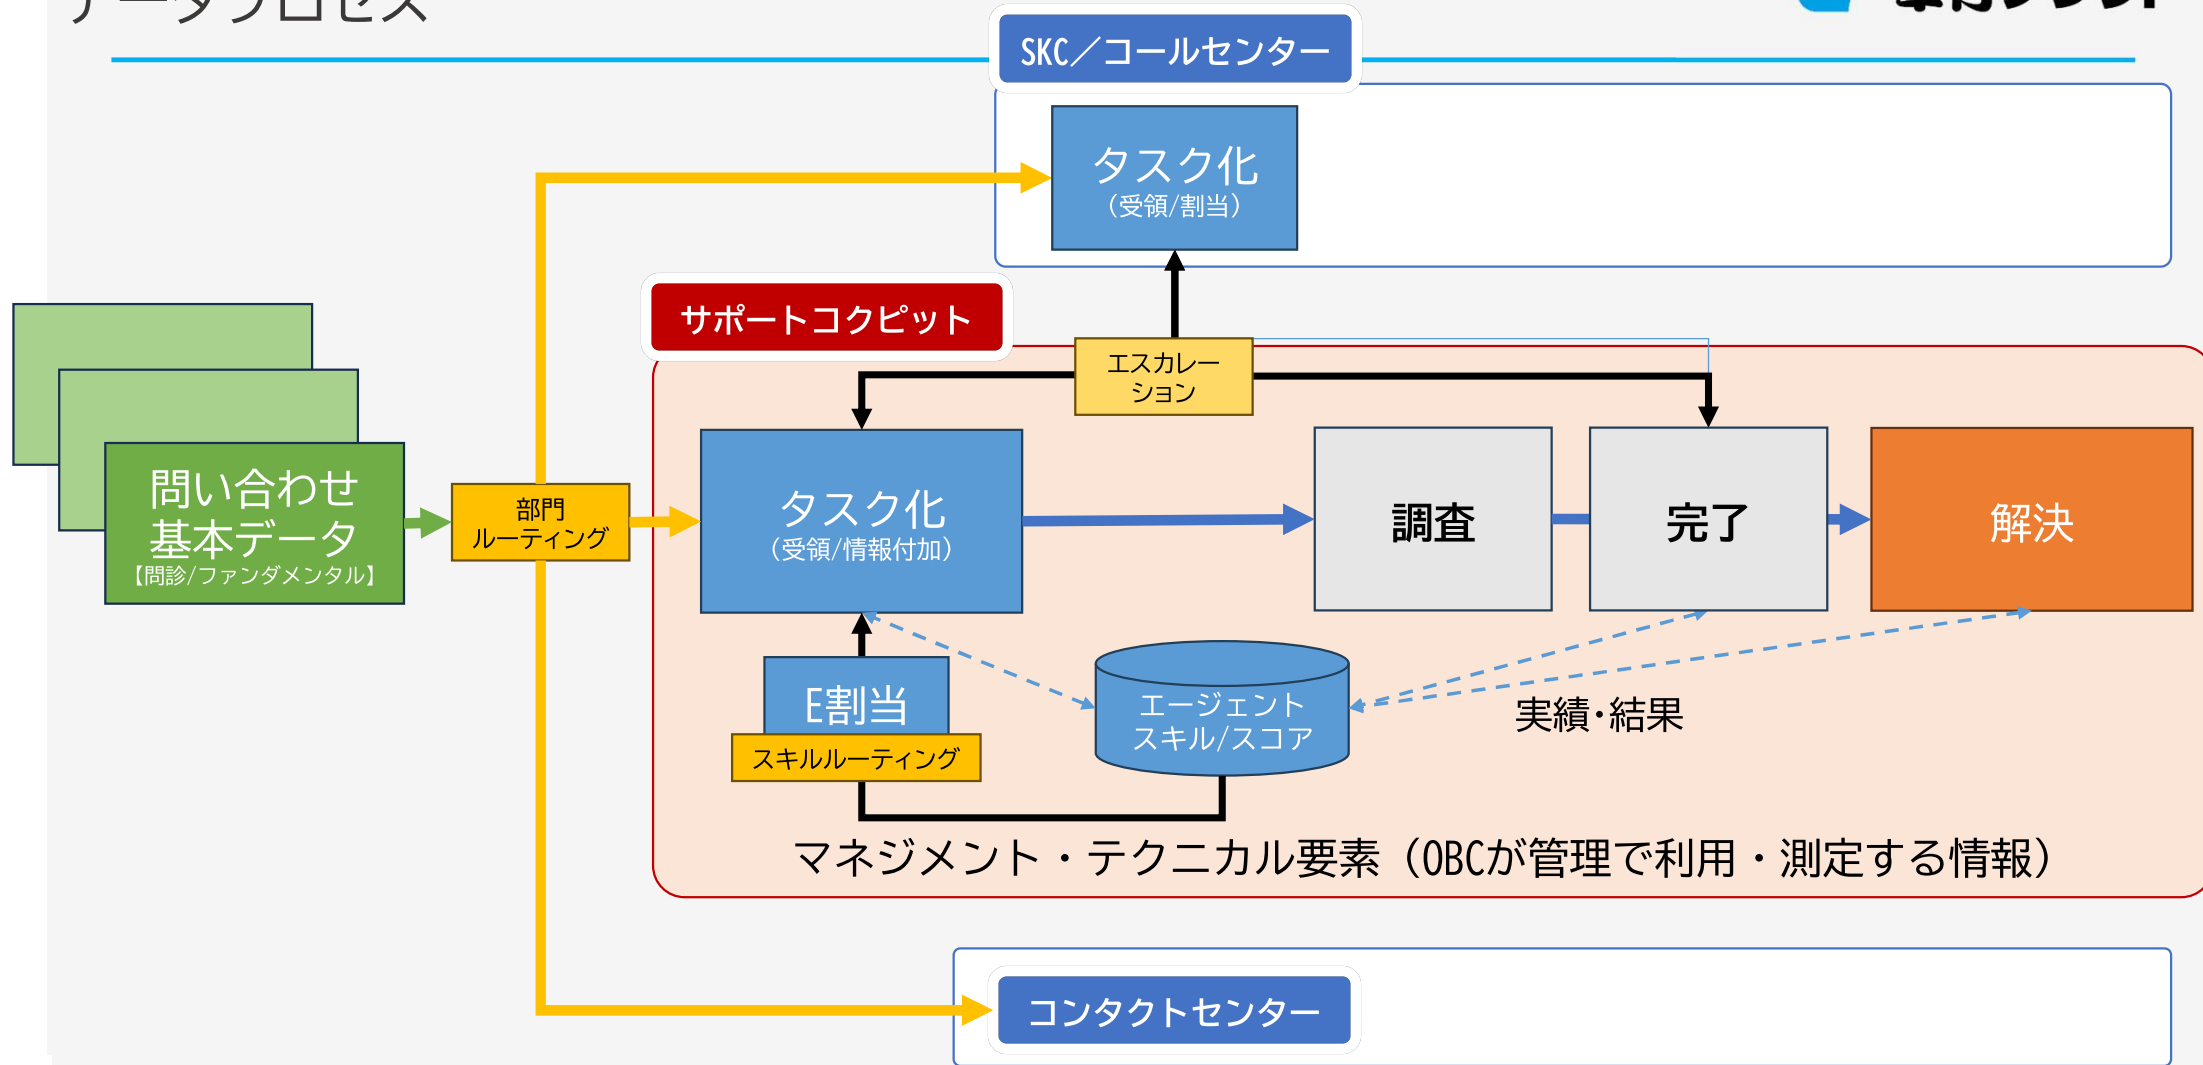 データプロセス
SKC／コールセンター
タスク化
（受領/割当）
サポートコクピット
エスカレー
ション
問い合わせ
基本データ
【問診/ファンダメンタル】
部門
ルーティング
タスク化
（受領/情報付加）
調査
完了
解決
E割当
スキルルーティング
エージェント
スキル/スコア
実績･結果
マネジメント・テクニカル要素（OBCが管理で利用・測定する情報）
コンタクトセンター